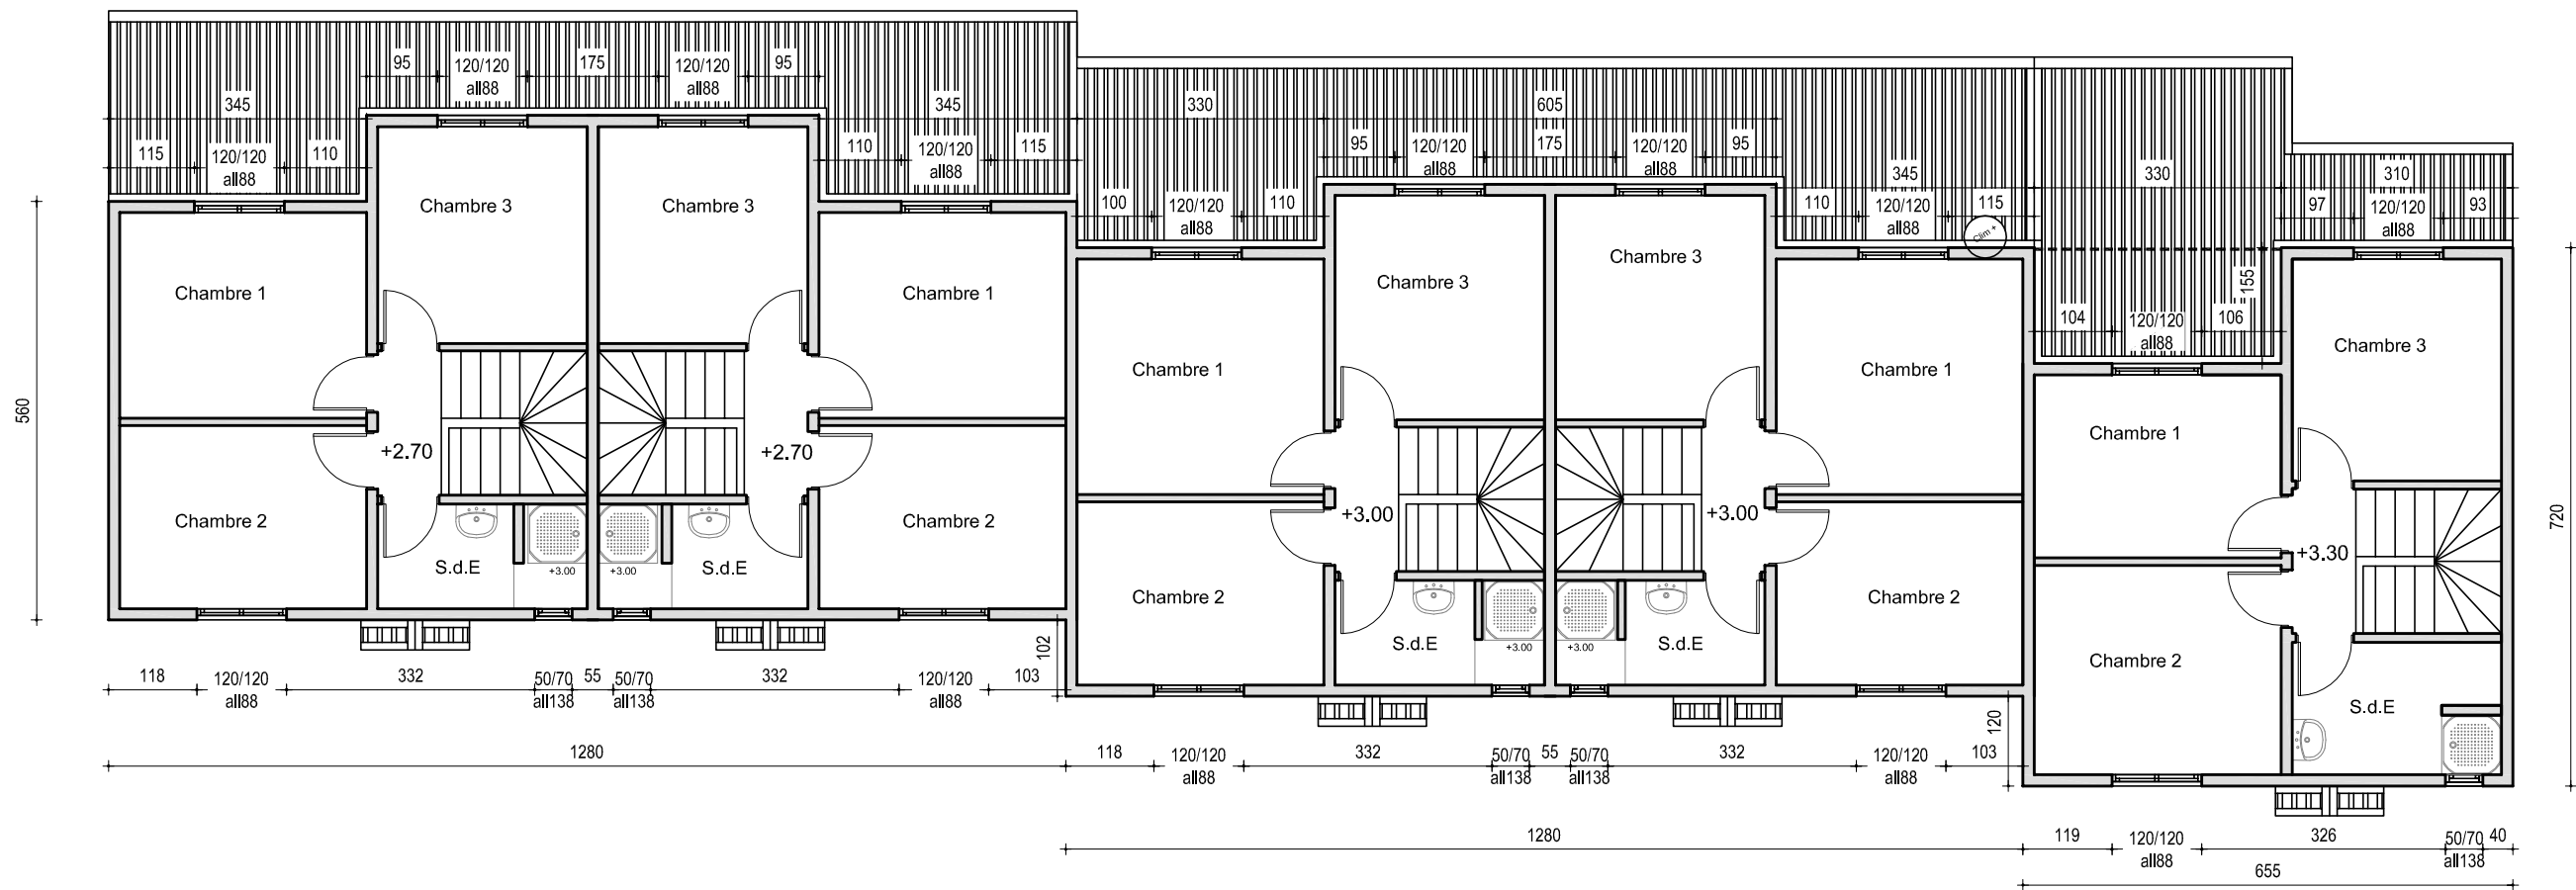 95
120/120
all88
175
120/120
all88
95
345
345
330
605
115
120/120
all88
110
110
120/120
all88
115
95
120/120
all88
175
120/120
all88
95
345
330
310
100
120/120
all88
110
110
120/120
all88
115
97
120/120
all88
93
Clim +
155
104
120/120
all88
106
560
720
Chambre 3
Chambre 3
Chambre 1
Chambre 1
Chambre 3
Chambre 3
Chambre 1
Chambre 1
Chambre 3
Chambre 1
+2.70
+2.70
+3.00
+3.00
+3.30
Chambre 2
Chambre 2
S.d.E
+3.00
+3.00
S.d.E
Chambre 2
Chambre 2
S.d.E
+3.00
+3.00
S.d.E
Chambre 2
S.d.E
102
118
120/120
all88
332
50/70
all138
55
50/70
all138
332
120/120
all88
103
120
1280
118
120/120
all88
332
50/70
all138
55
50/70
all138
332
120/120
all88
103
1280
119
120/120
all88
326
50/70
all138
40
655